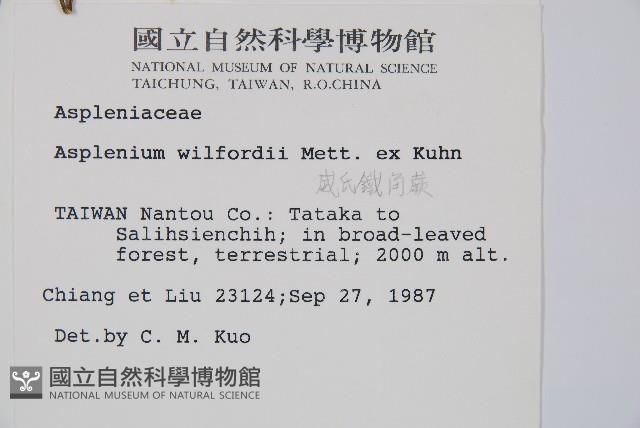 國立自然科學博物館
NATIONAL MUSEUM OF NATURAL SCIENCE
TAICHUNG, TAIWAN, R.O.CHINA
Aspleniaceae
Asplenium wilfordii Mett. ex Kuhn
威氏鐵角蕨
TAIWAN Nantou Co.: Tataka to
Salihsienchih; in broad-leaved
forest, terrestrial; 2000 m alt.
Chiang et Liu 23124;Sep 27, 1987
Det.by C. M. Kuo
國立自然科學博物館
NATIONAL MUSEUM OF NATURAL SCIENCE